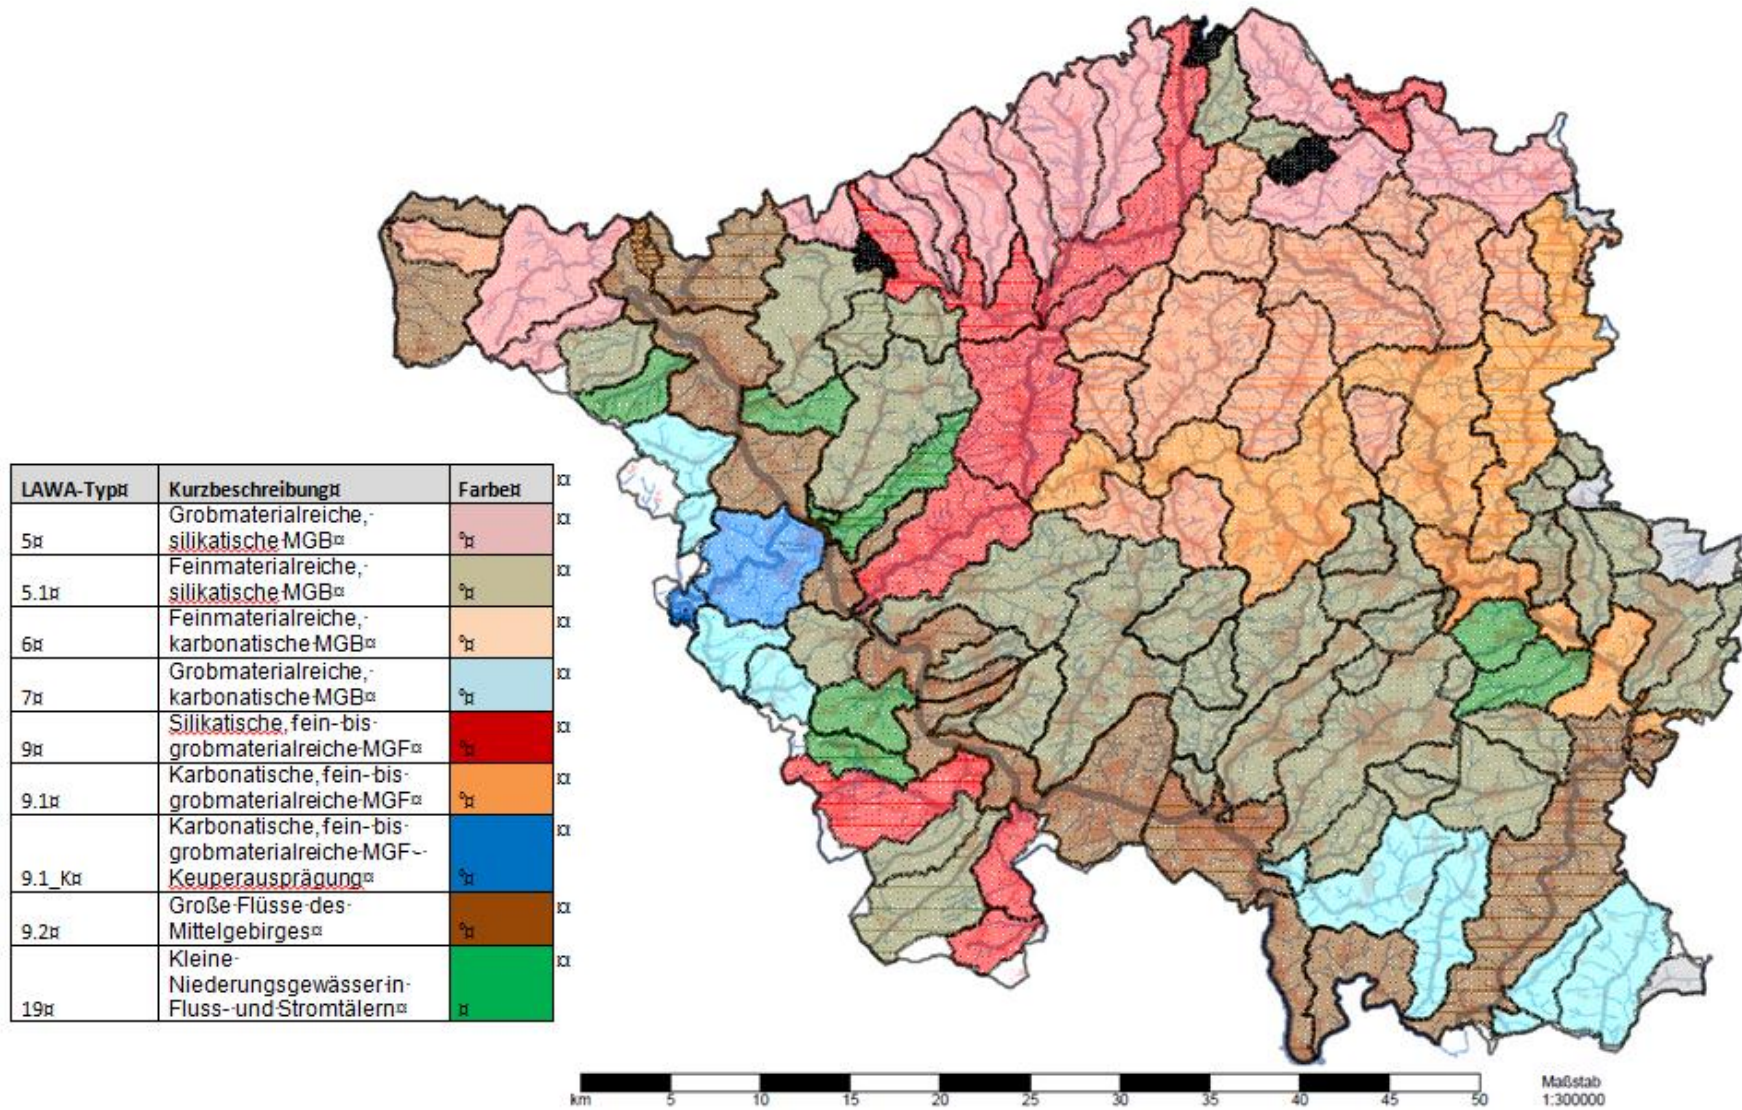 LAWA-Typ¤ Kurzbeschreibung¤ Farbe¤ ¤
5¤ Grobmaterialreiche,·
silikatische·MGB¤ °¤ ¤
5.1¤ Feinmaterialreiche,·
silikatische·MGB¤ °¤ ¤
6¤ Feinmaterialreiche,·
karbonatische·MGB¤ °¤ ¤
7¤ Grobmaterialreiche,·
karbonatische·MGB¤ °¤ ¤
9¤ Silikatische,·fein-·bis·
grobmaterialreiche·MGF¤ °¤ ¤
9.1¤ Karbonatische,·fein-·bis·
grobmaterialreiche·MGF¤ °¤ ¤
9.1_K¤ Karbonatische,·fein-·bis·
grobmaterialreiche·MGF·-·
Keuperausprägung¤ °¤ ¤
9.2¤ Große·Flüsse·des·
Mittelgebirges¤ °¤ ¤
19¤ Kleine·
Niederungsgewässer·in·
Fluss-·und·Stromtälern¤ ¤ ¤
km 5 10 15 20 25 30 35 40 45 50
Maßstab
1:300000